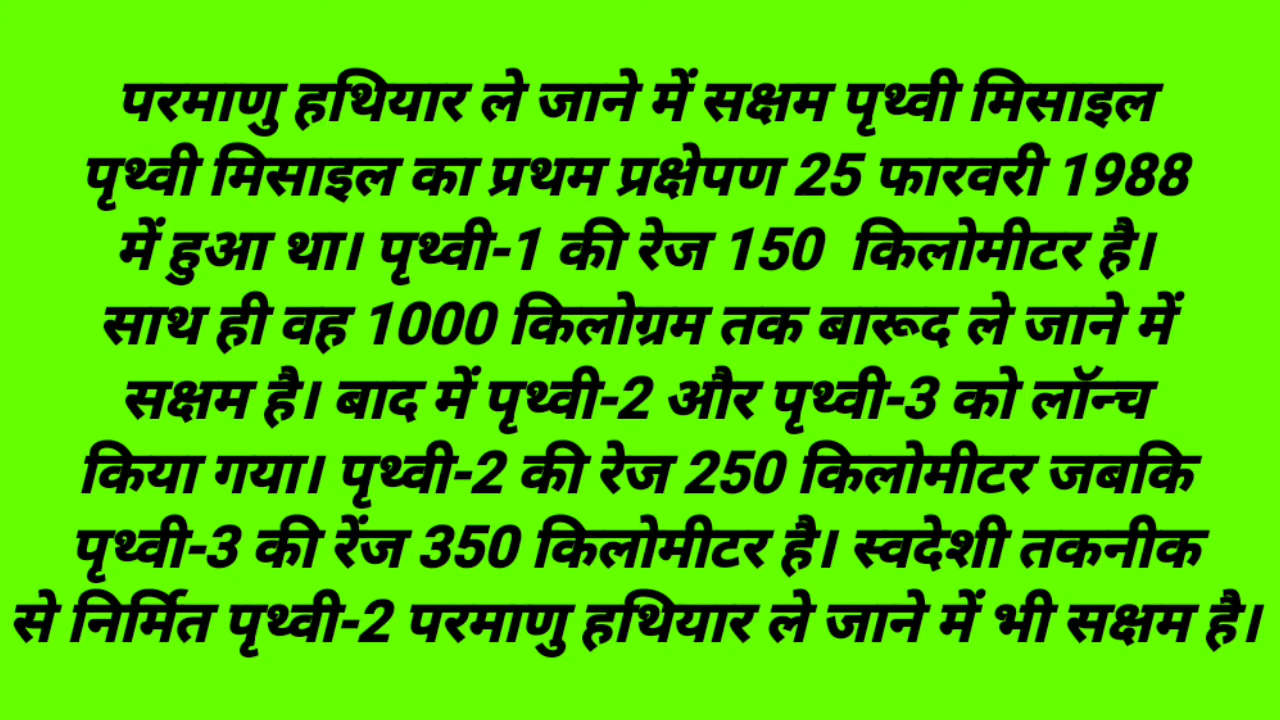 परमाणु हथियार ले जाने में सक्षम पृथ्वी मिसाइल
पृथ्वी मिसाइल का प्रथम प्रक्षेपण 25 फारवरी 1988
में हुआ था। पृथ्वी-1 की रेज 150 किलोमीटर है।
साथ ही वह 1000 किलोग्रम तक बारूद ले जाने में
सक्षम है। बाद में पृथ्वी-2 और पृथ्वी-3 को लॉन्च
किया गया। पृथ्वी-2 की रेज 250 किलोमीटर जबकि
पृथ्वी-3 की रेंज 350 किलोमीटर है। स्वदेशी तकनीक
से निर्मित पृथ्वी-2 परमाणु हथियार ले जाने में भी सक्षम है।